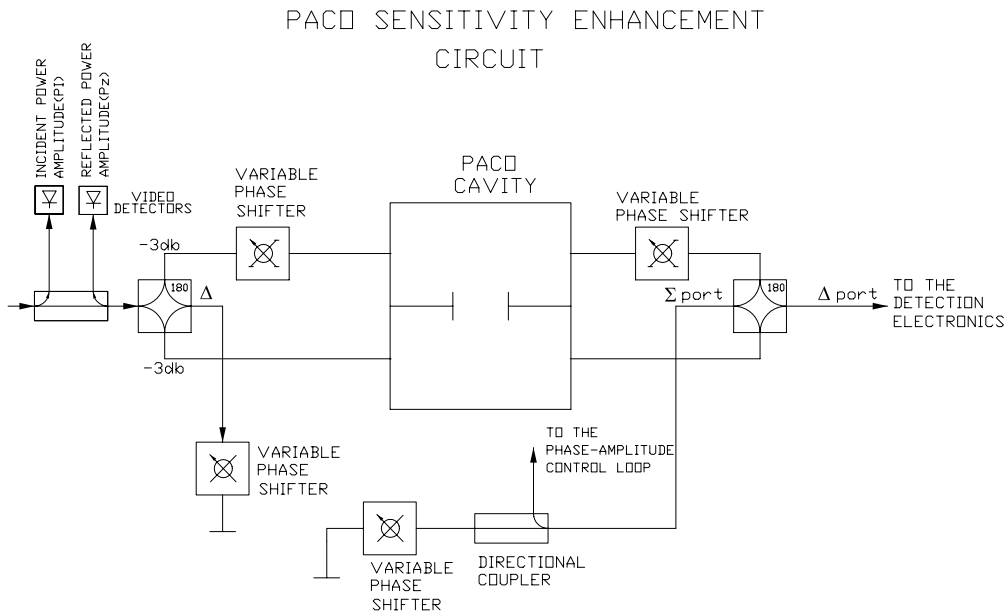 PACO SENSITIVITY ENHANCEMENT
CIRCUIT
INCIDENT POWER
AMPLITUDE(P1)
REFLECTED POWER
AMPLITUDE(Pz)
VIDEO
DETECTORS
VARIABLE
PHASE
SHIFTER
PACO
CAVITY
VARIABLE
PHASE SHIFTER
-3db
180
Δ
-3db
Σ port
180
Δ port
TO THE
DETECTION
ELECTRONICS
VARIABLE
PHASE
SHIFTER
TO THE
PHASE-AMPLITUDE
CONTROL LOOP
VARIABLE
PHASE
SHIFTER
DIRECTIONAL
COUPLER